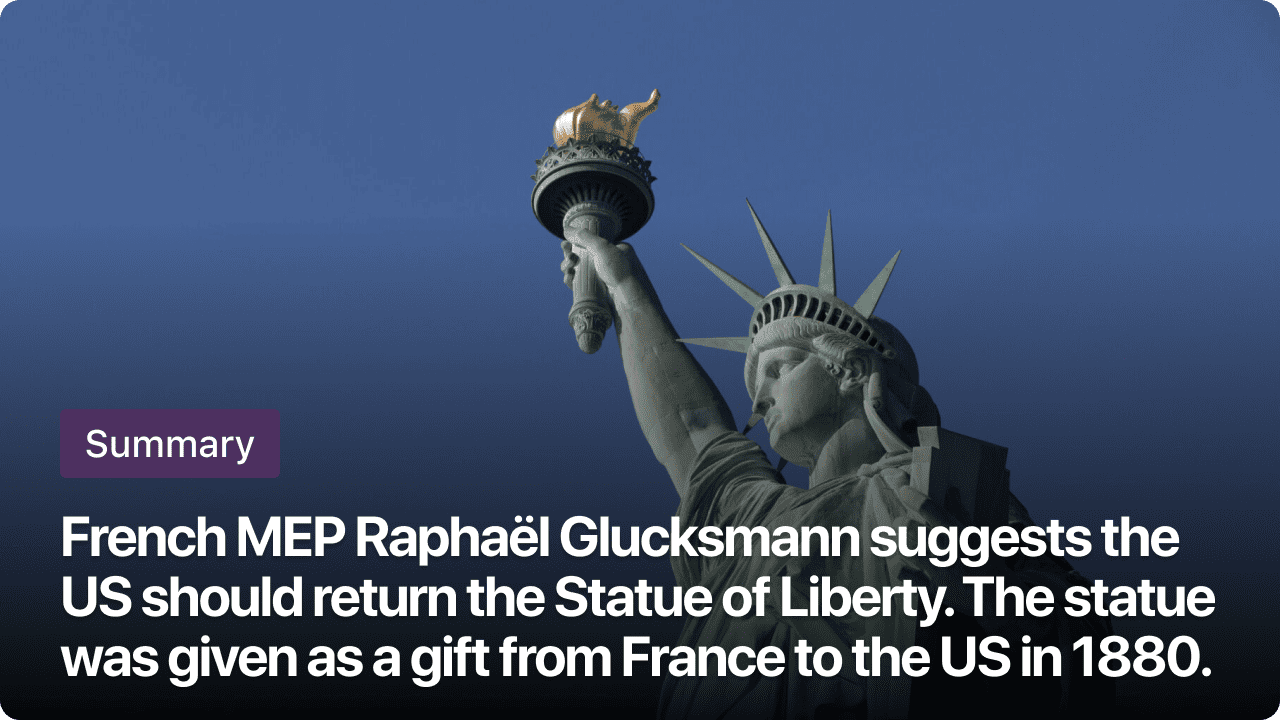 Summary
French MEP Raphaël Glucksmann suggests the
US should return the Statue of Liberty. The statue
was given as a gift from France to the US in 1880.